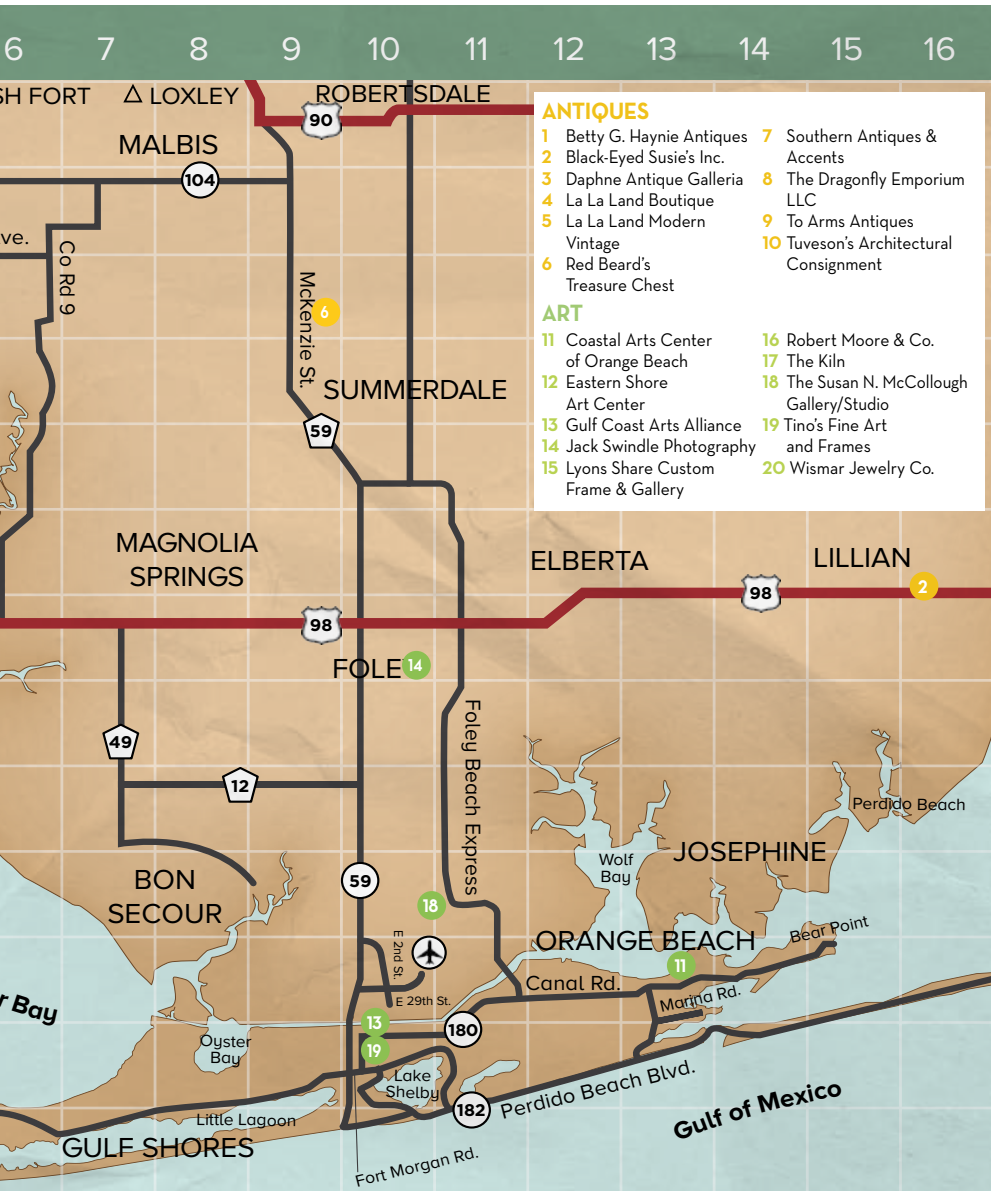 6 7 8 9 10 11 12 13 14 15 16
SH FORT
LOXLEY
ROBERTSDALE
90
MALBIS
104
ve.
Co Rd 9
McKenzie St.
6
SUMMERDALE
59
ANTIQUES
1 Betty G. Haynie Antiques
2 Black-Eyed Susie's Inc.
3 Daphne Antique Galleria
4 La La Land Boutique
5 La La Land Modern
Vintage
6 Red Beard's
Treasure Chest
7 Southern Antiques &
Accents
8 The Dragonfly Emporium
LLC
9 To Arms Antiques
10 Tuveson's Architectural
Consignment
ART
11 Coastal Arts Center
of Orange Beach
12 Eastern Shore
Art Center
13 Gulf Coast Arts Alliance
14 Jack Swindle Photography
15 Lyons Share Custom
Frame & Gallery
16 Robert Moore & Co.
17 The Kiln
18 The Susan N. McCollough
Gallery/Studio
19 Tino's Fine Art
and Frames
20 Wismar Jewelry Co.
MAGNOLIA
SPRINGS
ELBERTA
LILLIAN
98
98
2
FOLE
14
49
12
Foley Beach Express
Perdido Beach
Wolf
Bay
JOSEPHINE
BON
SECOUR
59
18
E 2nd St.
ORANGE BEACH
Bear Point
11
Canal Rd.
Marina Rd.
E 29th St.
r Bay
13
180
19
Oyster
Bay
Lake
Shelby
182
Perdido Beach Blvd.
Gulf of Mexico
Little Lagoon
GULF SHORES
Fort Morgan Rd.